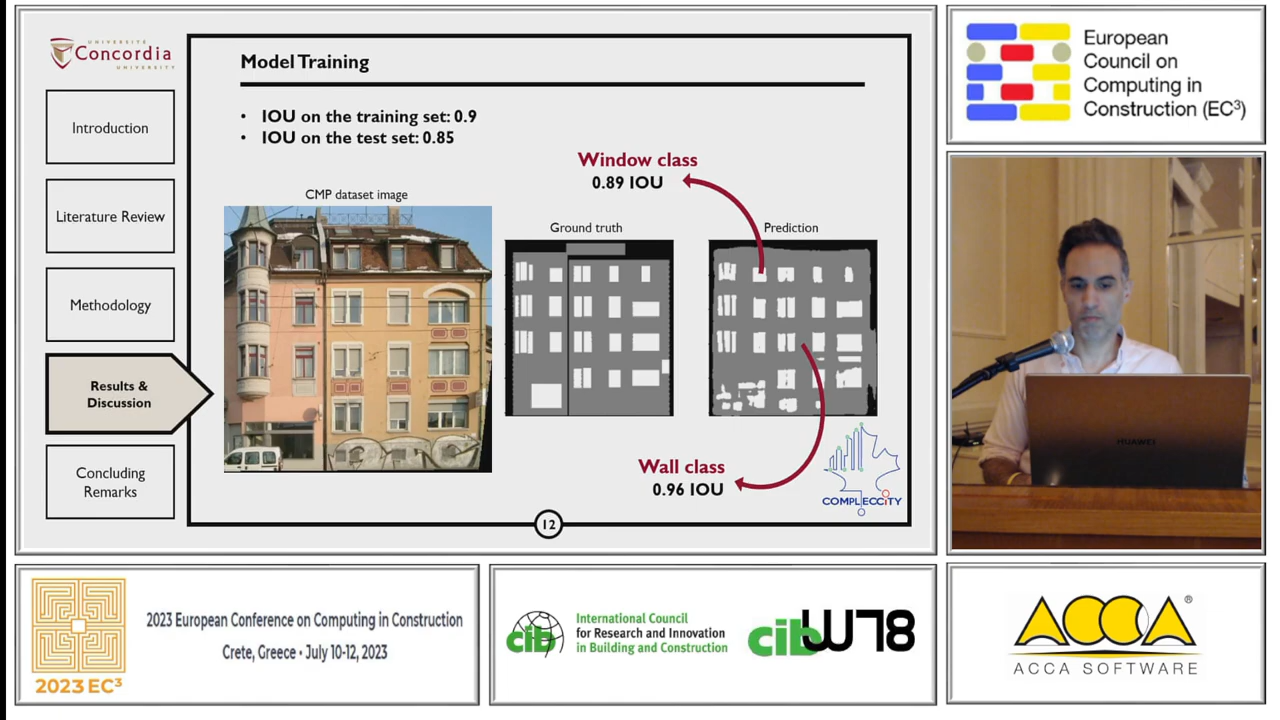 UNIVERSITÉ
Concordia
UNIVERSITY
Introduction
Literature Review
Methodology
Results &
Discussion
Concluding
Remarks
Model Training
• IOU on the training set: 0.9
• IOU on the test set: 0.85
CMP dataset image
Window class
0.89 IOU
Ground truth
Prediction
Wall class
0.96 IOU
COMPLECCITY
12
European
Council on
Computing in
Construction (EC³)
HUAWEI
2023 EC³
2023 European Conference on Computing in Construction
Crete, Greece • July 10-12, 2023
cib
International Council
for Research and Innovation
in Building and Construction
cib W78
ACCA ®
ACCA SOFTWARE